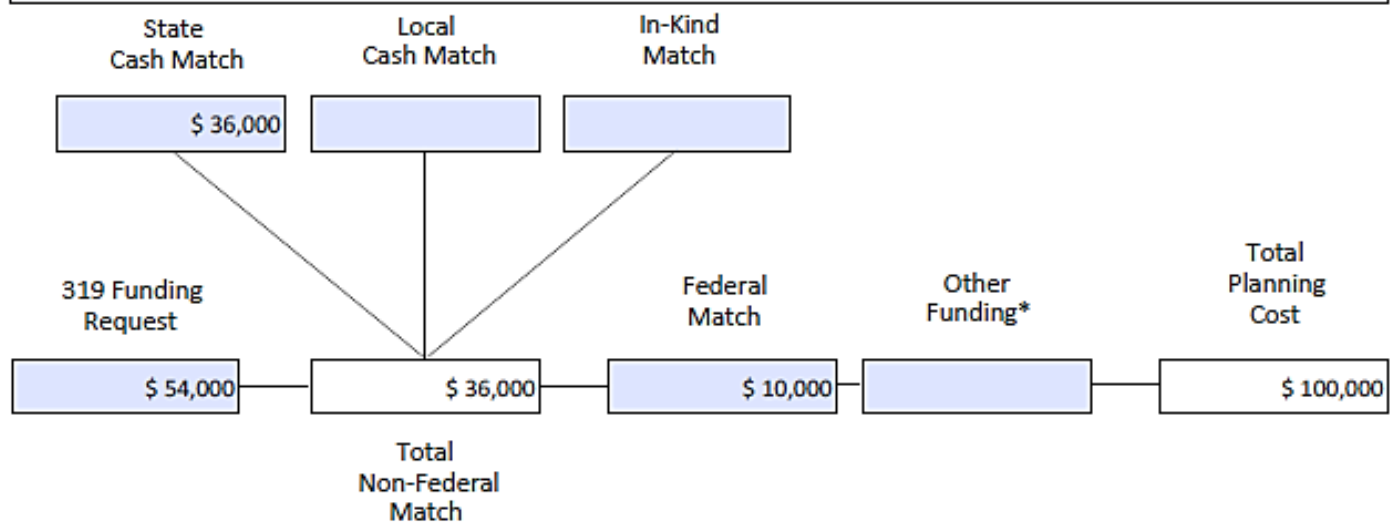 State
Cash Match
Local
Cash Match
In-Kind
Match
$ 36,000
319 Funding
Request
Federal
Match
Other
Funding*
Total
Planning
Cost
$ 54,000
$ 36,000
$ 10,000
$ 100,000
Total
Non-Federal
Match